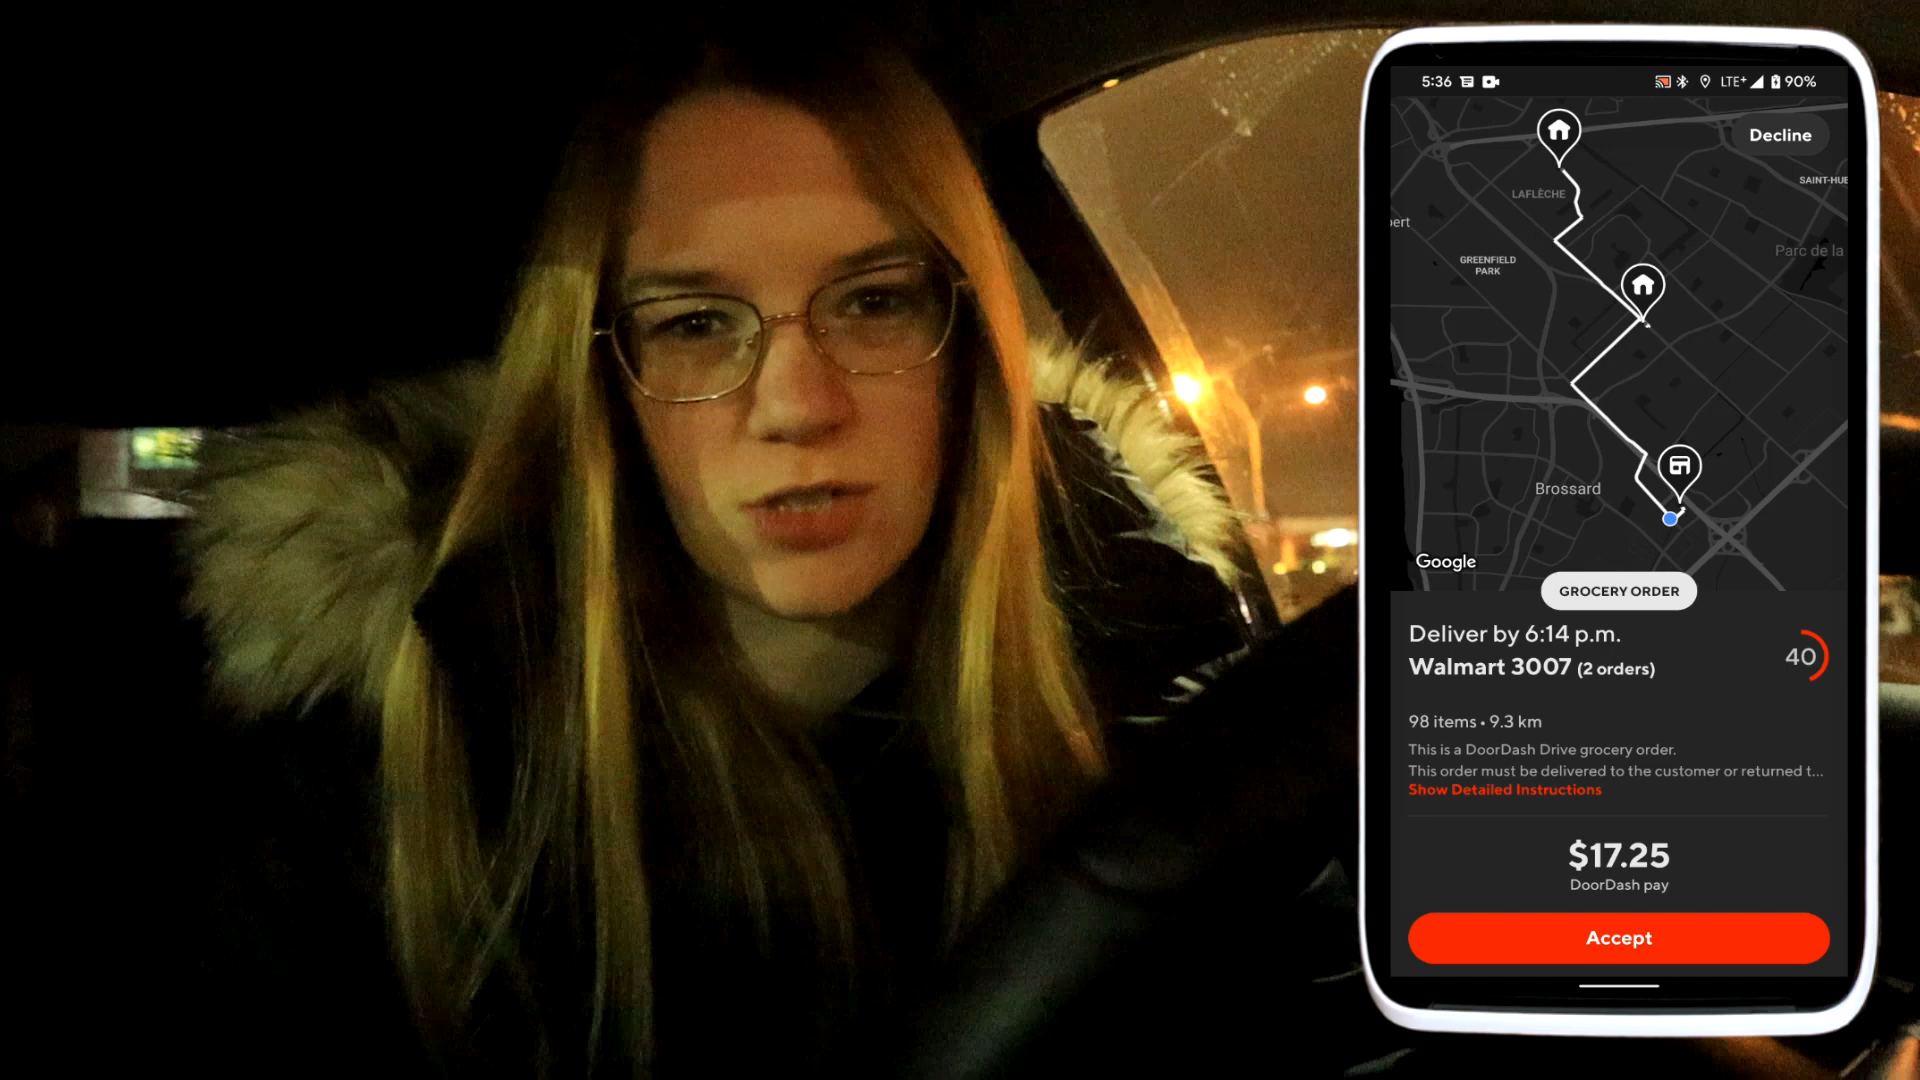 5:36 LTE+ 90%
Decline
SAINT-HUE
LAFLÈCHE
bert
Parc de la
GREENFIELD
PARK
Brossard
Google
GROCERY ORDER
Deliver by 6:14 p.m.
Walmart 3007 (2 orders)
40
98 items • 9.3 km
This is a DoorDash Drive grocery order.
This order must be delivered to the customer or returned t...
Show Detailed Instructions
$17.25
DoorDash pay
Accept